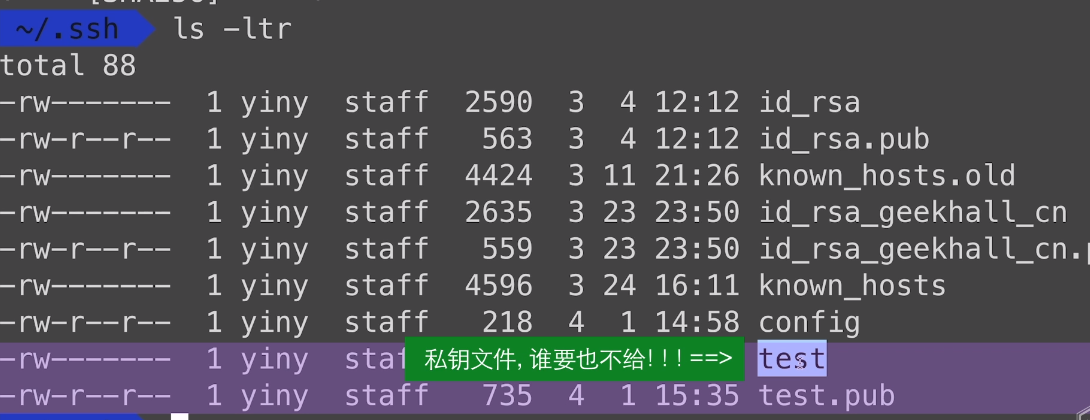 ~/.ssh ls -ltr
total 88
-rw------- 1 yiny staff 2590 3 4 12:12 id_rsa
-rw-r--r-- 1 yiny staff 563 3 4 12:12 id_rsa.pub
-rw------- 1 yiny staff 4424 3 11 21:26 known_hosts.old
-rw------- 1 yiny staff 2635 3 23 23:50 id_rsa_geekhall_cn
-rw-r--r-- 1 yiny staff 559 3 23 23:50 id_rsa_geekhall_cn.p
-rw------- 1 yiny staff 4596 3 24 16:11 known_hosts
-rw-r--r-- 1 yiny staff 218 4 1 14:58 config
-rw------- 1 yiny staf 私钥文件, 谁要也不给! ! ! ==> test
-rw-r--r-- 1 yiny staff 735 4 1 15:35 test.pub